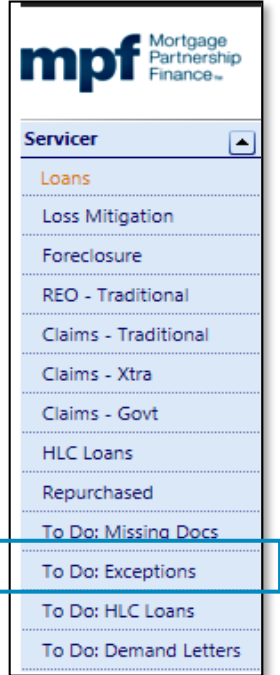 mpf Mortgage
Partnership
Finance™
Servicer
Loans
Loss Mitigation
Foreclosure
REO - Traditional
Claims - Traditional
Claims - Xtra
Claims - Govt
HLC Loans
Repurchased
To Do: Missing Docs
To Do: Exceptions
To Do: HLC Loans
To Do: Demand Letters